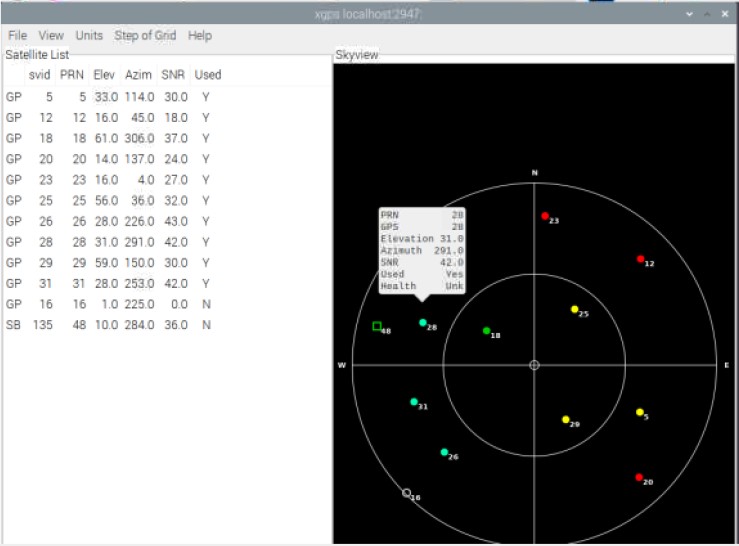 xgps localhost:2947:
File View Units Step of Grid Help
Satellite List
svid PRN Elev Azim SNR Used
GP 5 5 33.0 114.0 30.0 Y
GP 12 12 16.0 45.0 18.0 Y
GP 18 18 61.0 306.0 37.0 Y
GP 20 20 14.0 137.0 24.0 Y
GP 23 23 16.0 4.0 27.0 Y
GP 25 25 56.0 36.0 32.0 Y
GP 26 26 28.0 226.0 43.0 Y
GP 28 28 31.0 291.0 42.0 Y
GP 29 29 59.0 150.0 30.0 Y
GP 31 31 28.0 253.0 42.0 Y
GP 16 16 1.0 225.0 0.0 N
SB 135 48 10.0 284.0 36.0 N
Skyview
N
23
12
PRN 28
GPS 28
Elevation 31.0
Azimuth 291.0
SNR 42.0
Used Yes
Health Unk
25
48
28
18
W
E
31
5
29
26
20
16